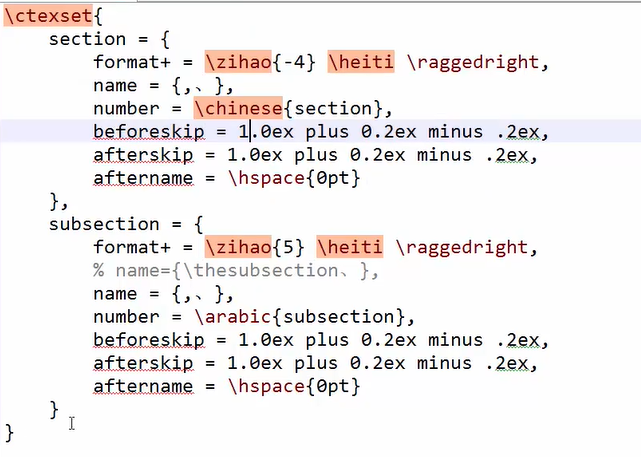 \ctexset{
    section = {
        format+ = \zihao{-4} \heiti \raggedright,
        name = {,、},
        number = \chinese{section},
        beforeskip = 1.0ex plus 0.2ex minus .2ex,
        afterskip = 1.0ex plus 0.2ex minus .2ex,
        aftername = \hspace{0pt}
    },
    subsection = {
        format+ = \zihao{5} \heiti \raggedright,
        % name={\thesubsection、},
        name = {,、},
        number = \arabic{subsection},
        beforeskip = 1.0ex plus 0.2ex minus .2ex,
        afterskip = 1.0ex plus 0.2ex minus .2ex,
        aftername = \hspace{0pt}
    }
}